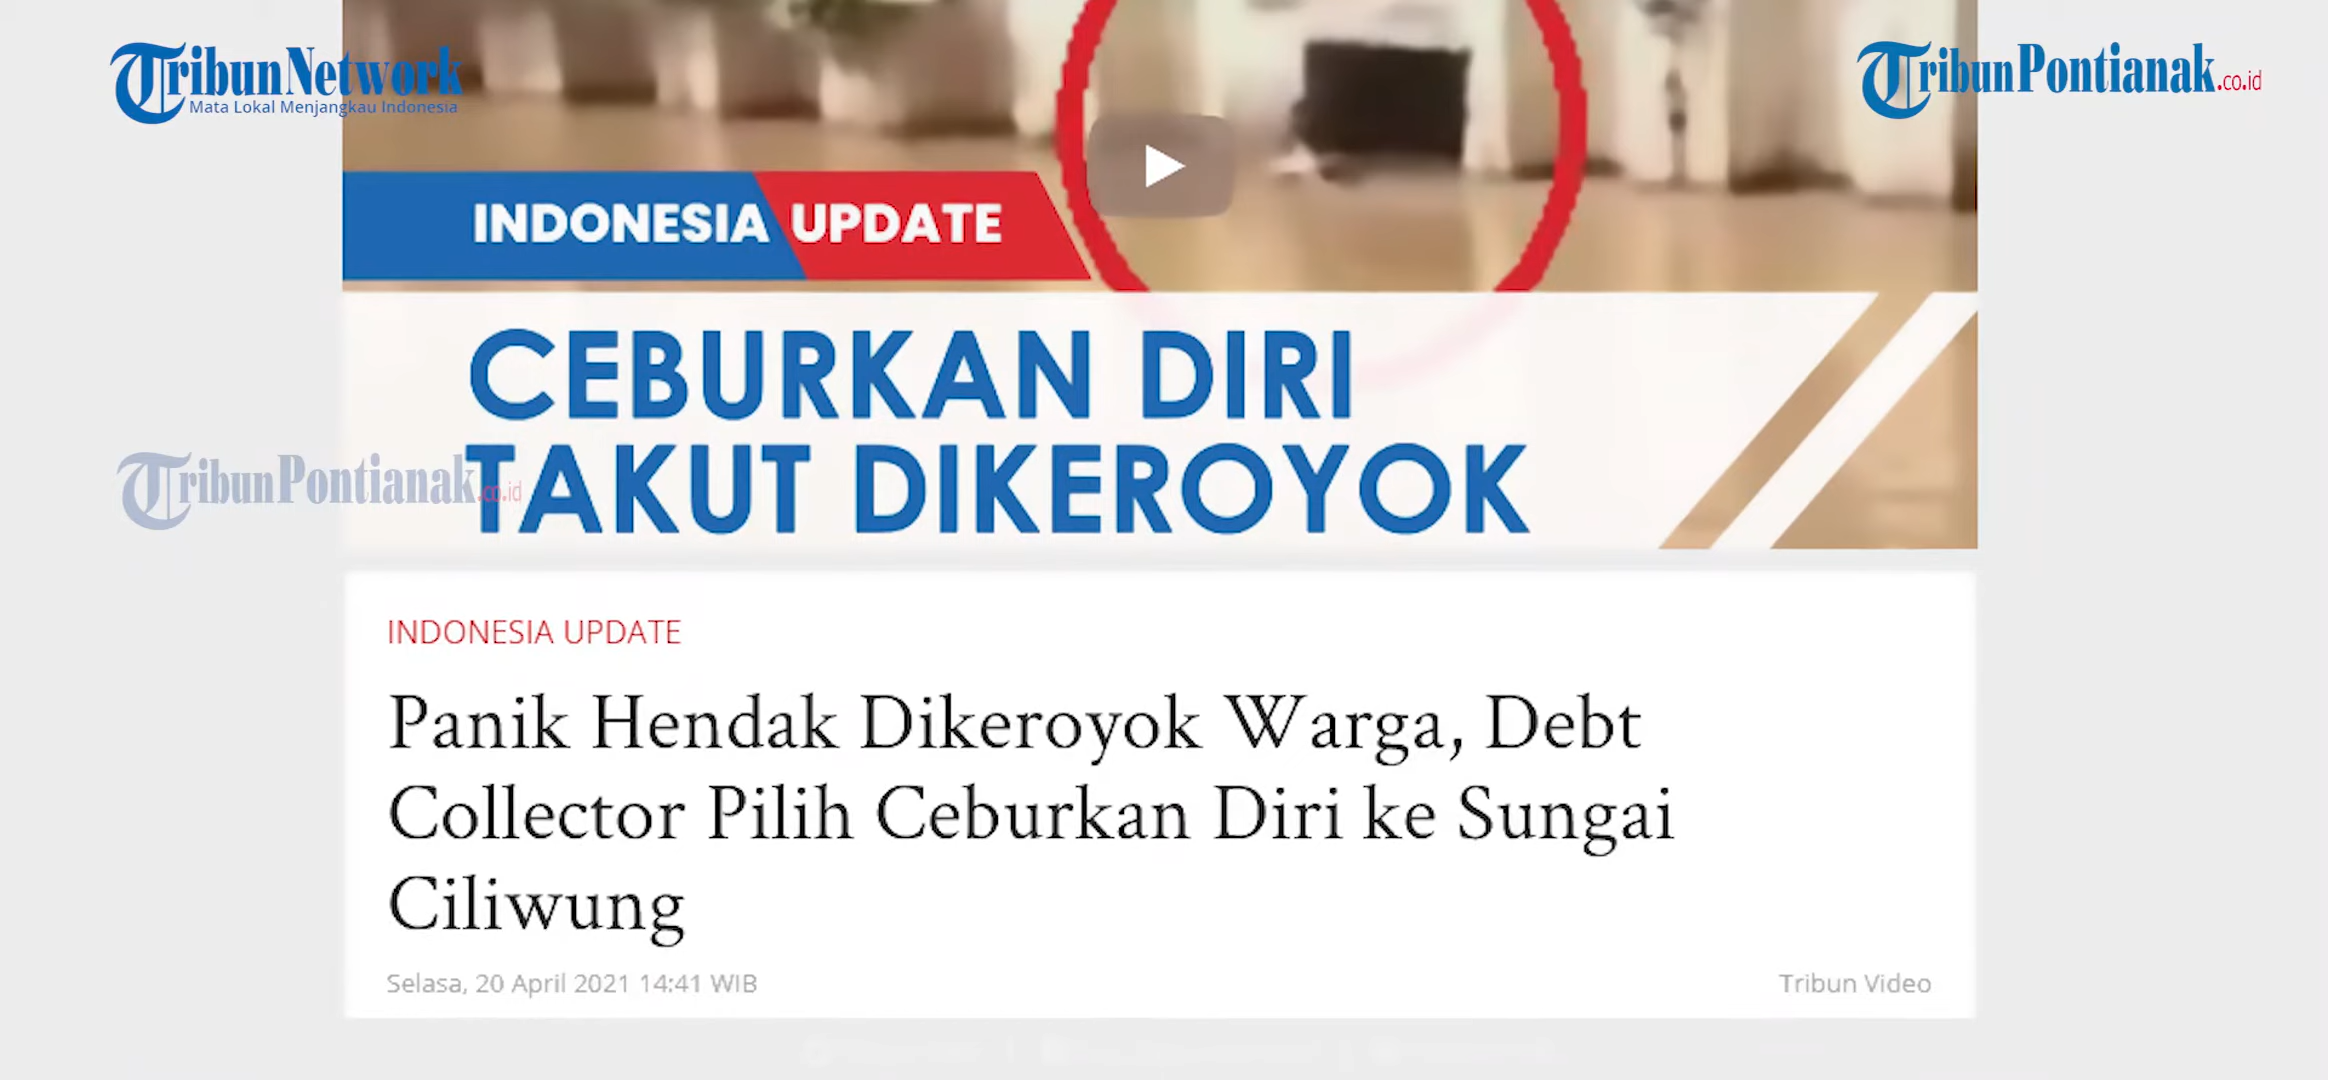 TribunNetwork
Mata Lokal Menjangkau Indonesia
TribunPontianak.co.id
INDONESIA UPDATE
CEBURKAN DIRI
TAKUT DIKEROYOK
TribunPontianak.co.id
INDONESIA UPDATE
Panik Hendak Dikeroyok Warga, Debt
Collector Pilih Ceburkan Diri ke Sungai
Ciliwung
Selasa, 20 April 2021 14:41 WIB
Tribun Video